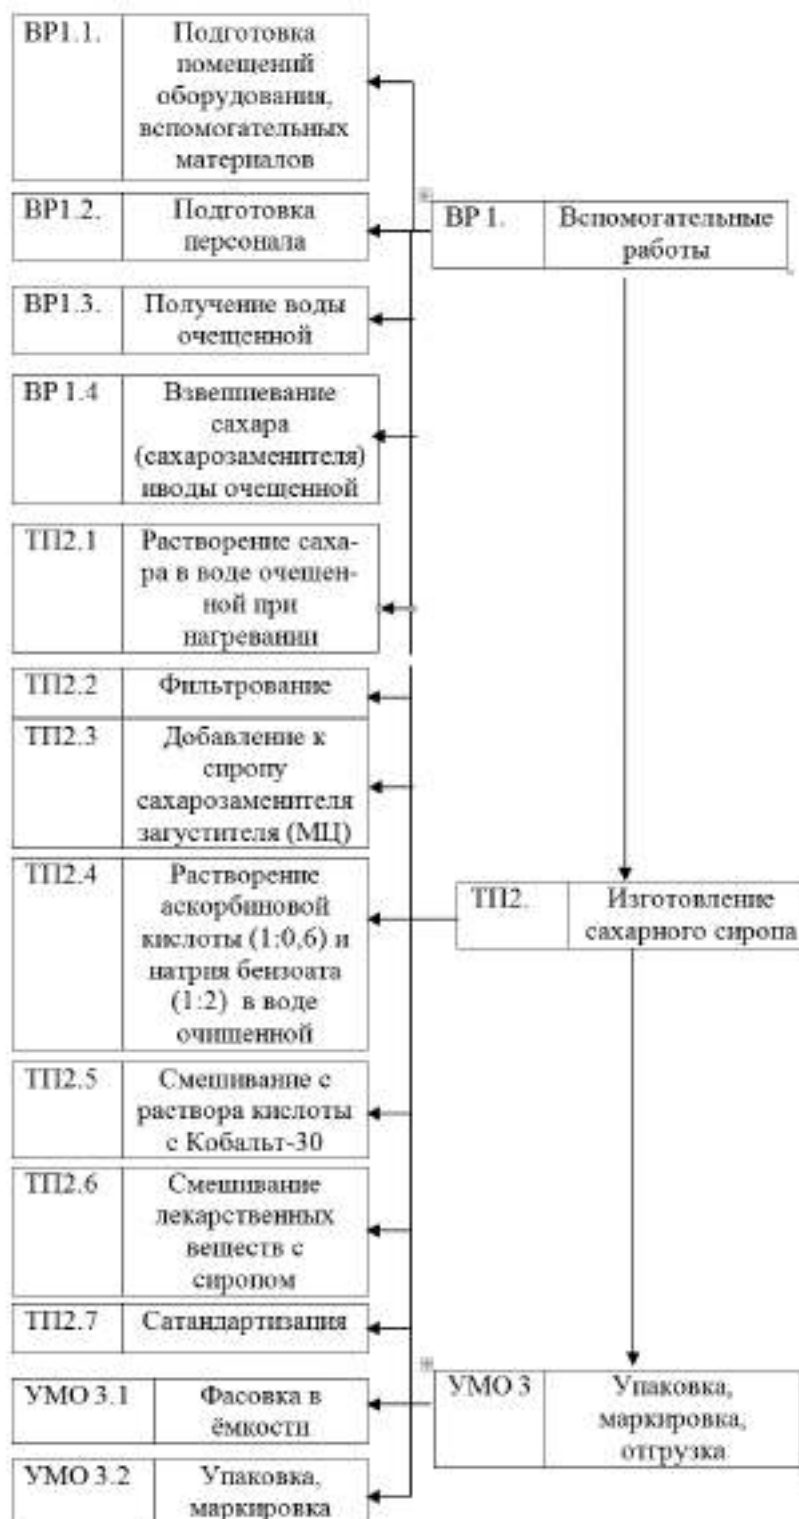 ВР1.1. Подготовка
помещений
оборудования,
вспомогательных
материалов
ВР1.2. Подготовка
персонала
ВР 1. Вспомогательные
работы
ВР1.3. Получение воды
очещенной
ВР 1.4 Взвешиевание
сахара
(сахарозаменителя)
иводы очещенной
ТП2.1 Растворение саха-
ра в воде очещен-
ной при
нагревании
ТП2.2 Фильтрование
ТП2.3 Добавление к
сиропу
сахарозаменителя
загустителя (МЦ)
ТП2.4 Растворение
аскорбиновой
кислоты (1:0,6) и
натрия бензоата
(1:2) в воде
очищенной
ТП2. Изготовление
сахарного сиропа
ТП2.5 Смешивание с
раствора кислоты
с Кобальт-30
ТП2.6 Смешивание
лекарственных
веществ с
сиропом
ТП2.7 Сатандартизация
УМО 3.1 Фасовка в
ёмкости
УМО 3 Упаковка,
маркировка,
отгрузка
УМО 3.2 Упаковка,
маркировка